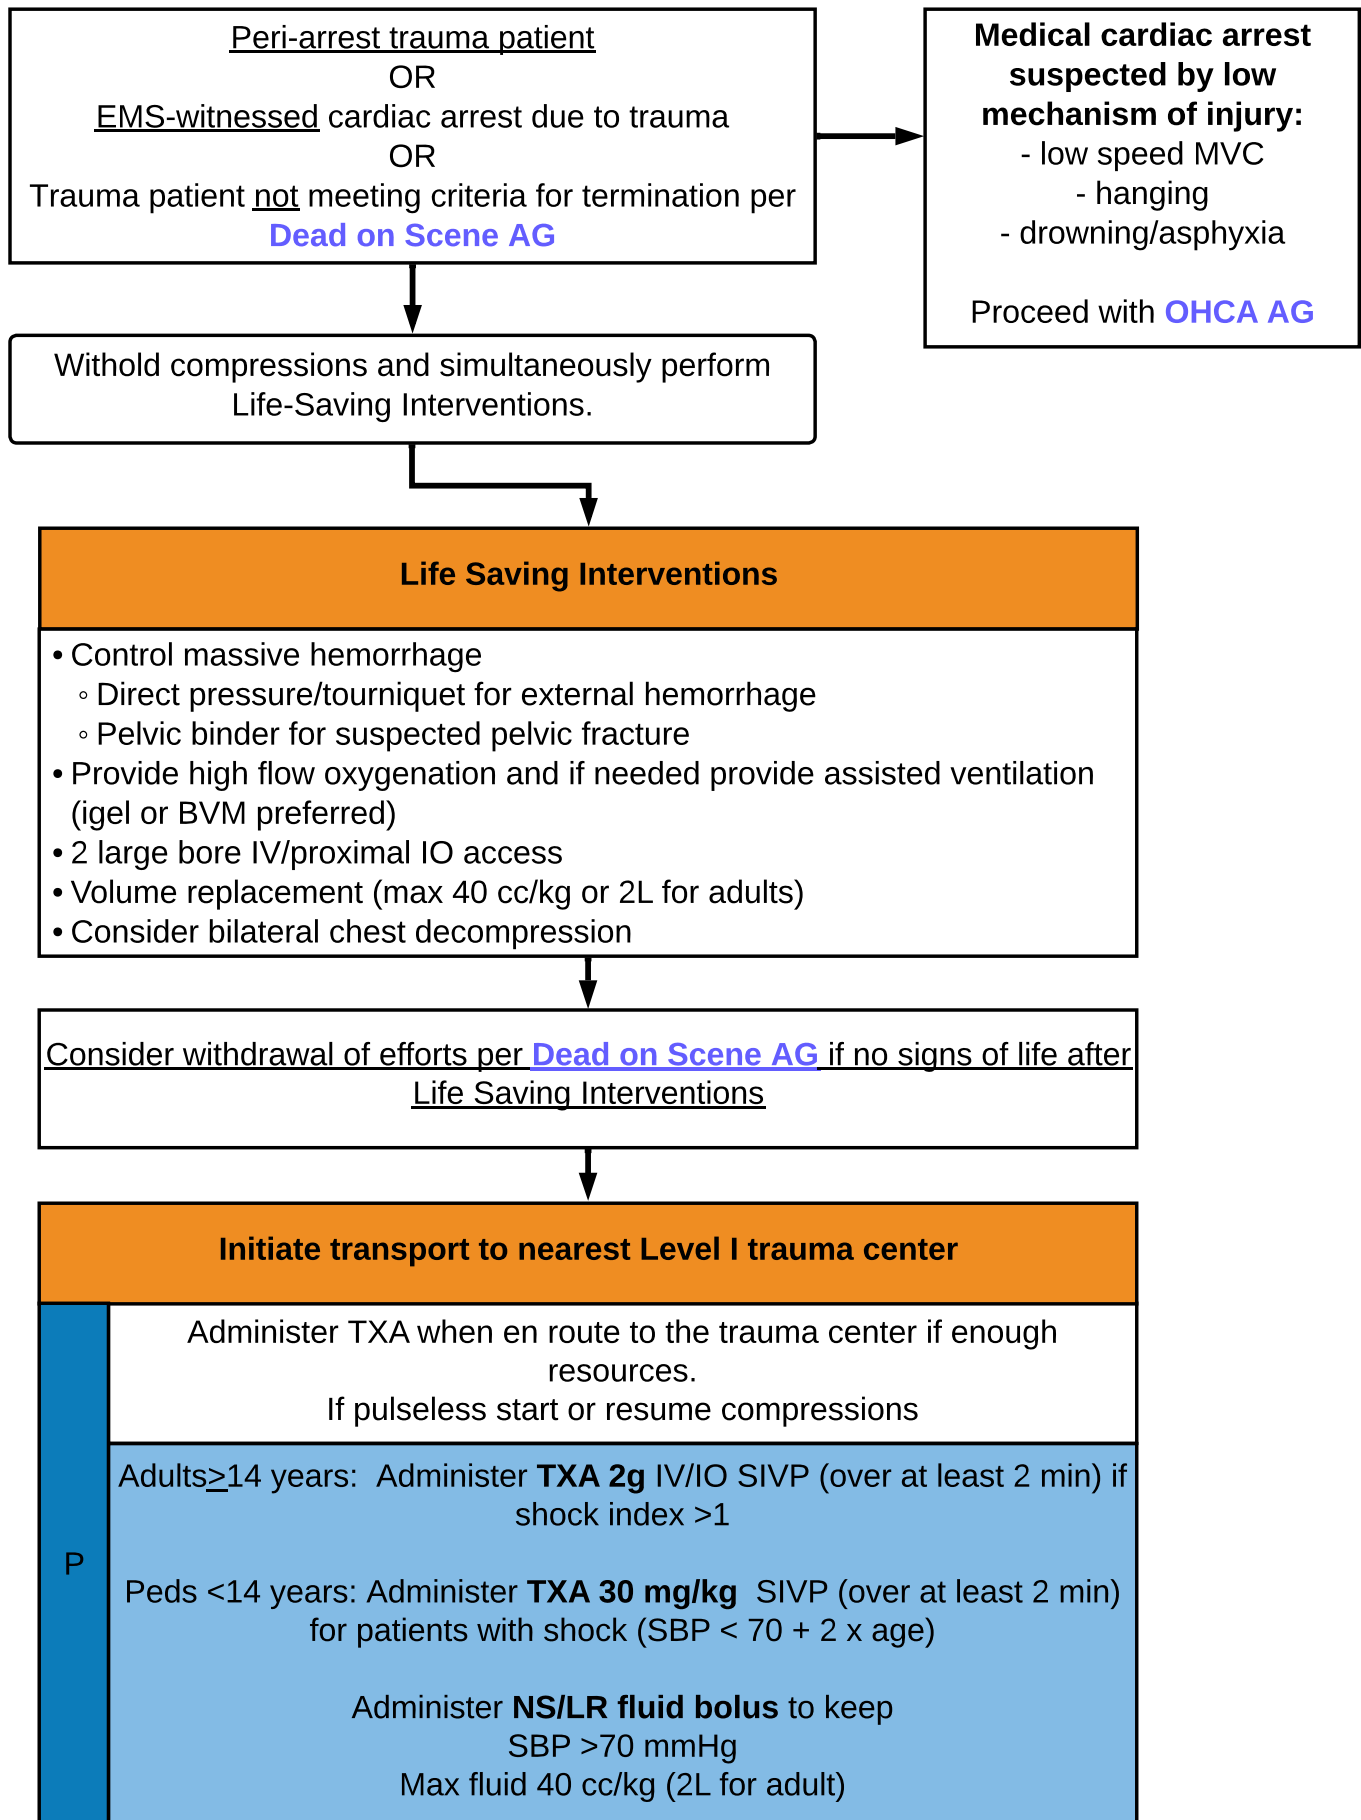 Peri-arrest trauma patient
OR
EMS-witnessed cardiac arrest due to trauma
OR
Trauma patient not meeting criteria for termination per
Dead on Scene AG
Medical cardiac arrest
suspected by low
mechanism of injury:
- low speed MVC
- hanging
- drowning/asphyxia
Proceed with OHCA AG
Withold compressions and simultaneously perform
Life-Saving Interventions.
Life Saving Interventions
• Control massive hemorrhage
◦ Direct pressure/tourniquet for external hemorrhage
◦ Pelvic binder for suspected pelvic fracture
• Provide high flow oxygenation and if needed provide assisted ventilation
(igel or BVM preferred)
• 2 large bore IV/proximal IO access
• Volume replacement (max 40 cc/kg or 2L for adults)
• Consider bilateral chest decompression
Consider withdrawal of efforts per Dead on Scene AG if no signs of life after
Life Saving Interventions
Initiate transport to nearest Level I trauma center
Administer TXA when en route to the trauma center if enough
resources.
If pulseless start or resume compressions
P
Adults>14 years:  Administer TXA 2g IV/IO SIVP (over at least 2 min) if
shock index >1
Peds <14 years: Administer TXA 30 mg/kg  SIVP (over at least 2 min)
for patients with shock (SBP < 70 + 2 x age)
Administer NS/LR fluid bolus to keep
SBP >70 mmHg
Max fluid 40 cc/kg (2L for adult)